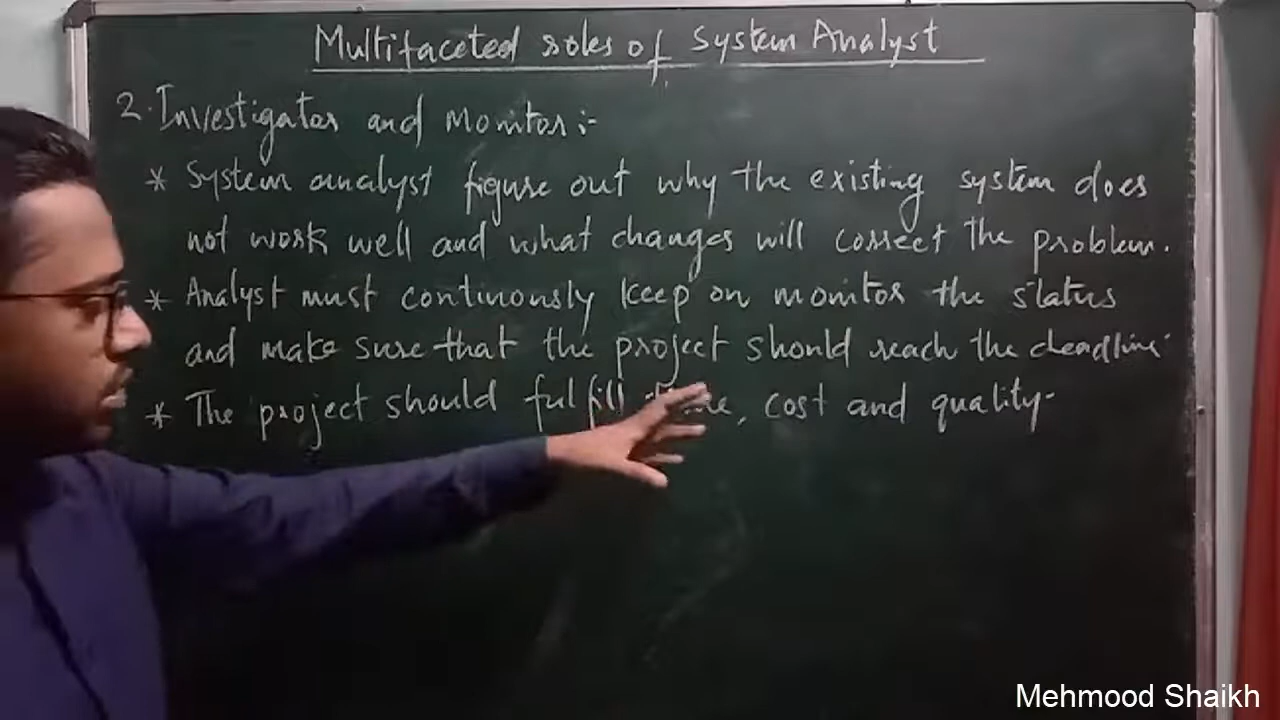 Multifaceted roles of System Analyst
2. Investigator and Monitor :-
* System analyst figure out why the existing system does
not work well and what changes will correct the problem.
* Analyst must continously keep on monitor the status
and make sure that the project should reach the deadline.
* The project should fulfill time, cost and quality.
Mehmood Shaikh